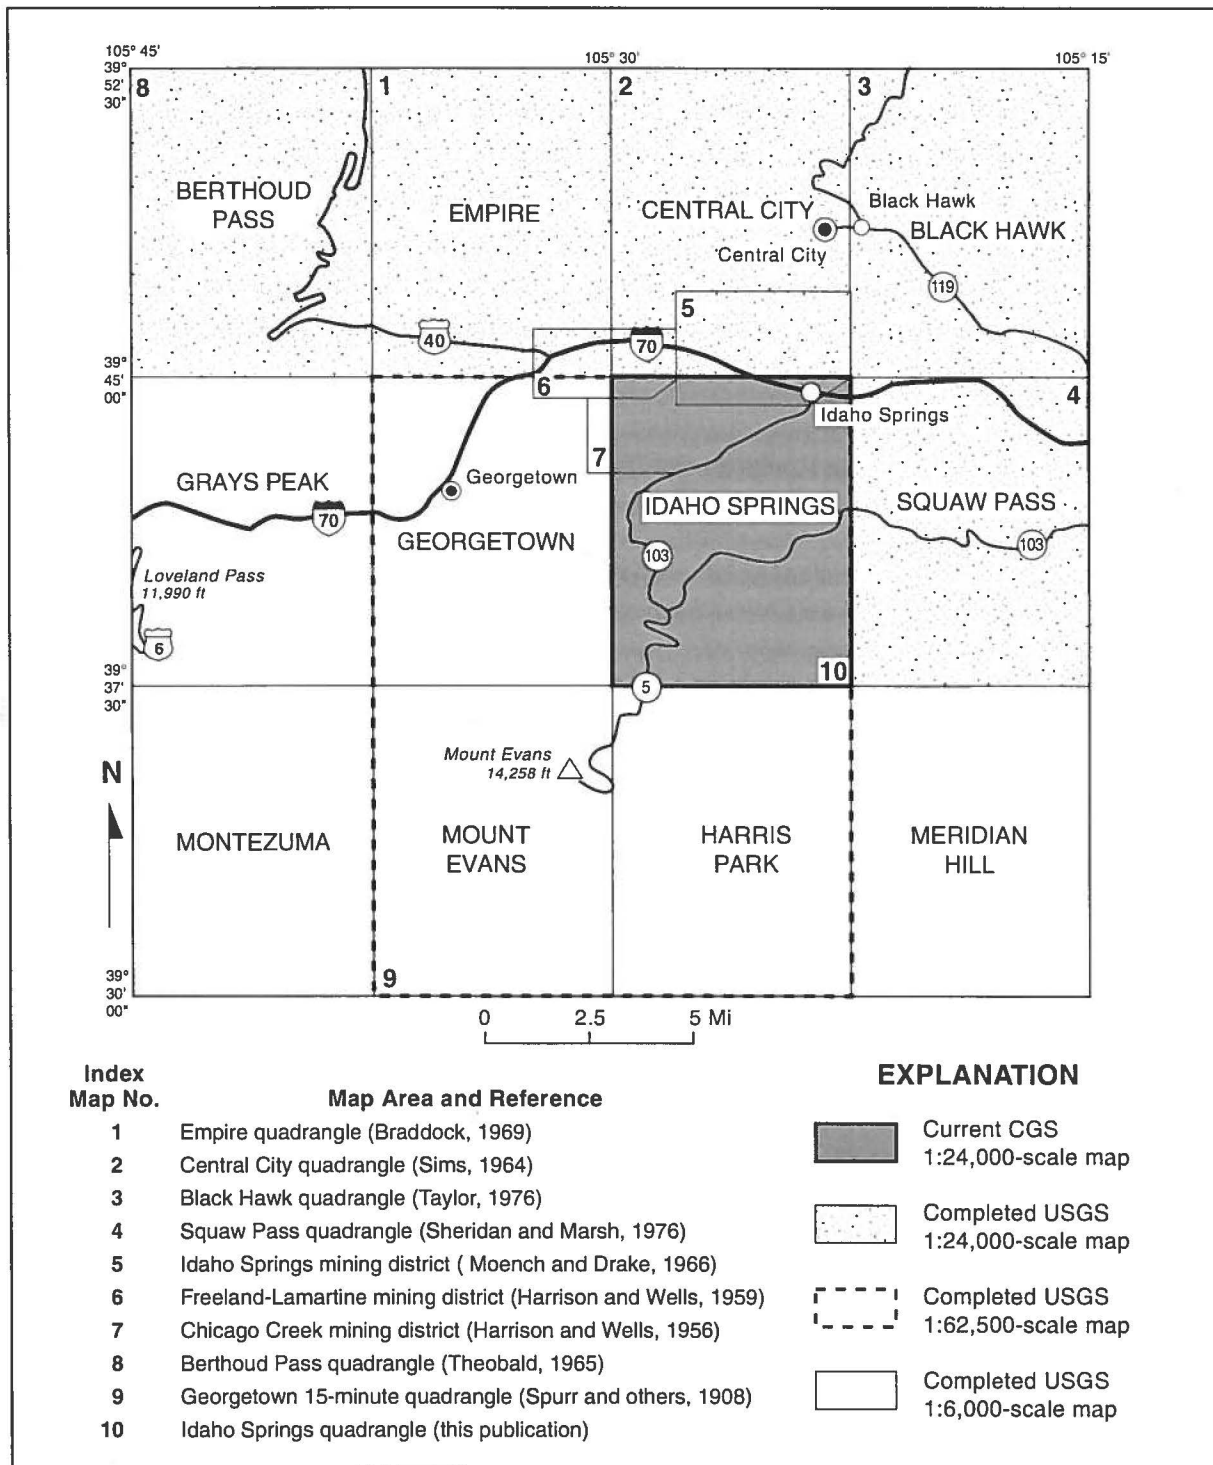 105° 45'
105° 30'
105° 15'
39°
52'
30"
8
1
2
3
BERTHOUD
PASS
EMPIRE
CENTRAL CITY
Black Hawk
BLACK HAWK
Central City
119
5
40
70
39°
45'
00"
6
4
Idaho Springs
7
GRAYS PEAK
Georgetown
IDAHO SPRINGS
SQUAW PASS
70
GEORGETOWN
103
103
Loveland Pass
11,990 ft
6
39°
37'
30"
10
5
Mount Evans
14,258 ft
N
MONTEZUMA
MOUNT
EVANS
HARRIS
PARK
MERIDIAN
HILL
39°
30'
00"
9
0 2.5 5 Mi
Index
Map No. Map Area and Reference
1 Empire quadrangle (Braddock, 1969)
2 Central City quadrangle (Sims, 1964)
3 Black Hawk quadrangle (Taylor, 1976)
4 Squaw Pass quadrangle (Sheridan and Marsh, 1976)
5 Idaho Springs mining district ( Moench and Drake, 1966)
6 Freeland-Lamartine mining district (Harrison and Wells, 1959)
7 Chicago Creek mining district (Harrison and Wells, 1956)
8 Berthoud Pass quadrangle (Theobald, 1965)
9 Georgetown 15-minute quadrangle (Spurr and others, 1908)
10 Idaho Springs quadrangle (this publication)
EXPLANATION
Current CGS
1:24,000-scale map
Completed USGS
1:24,000-scale map
Completed USGS
1:62,500-scale map
Completed USGS
1:6,000-scale map